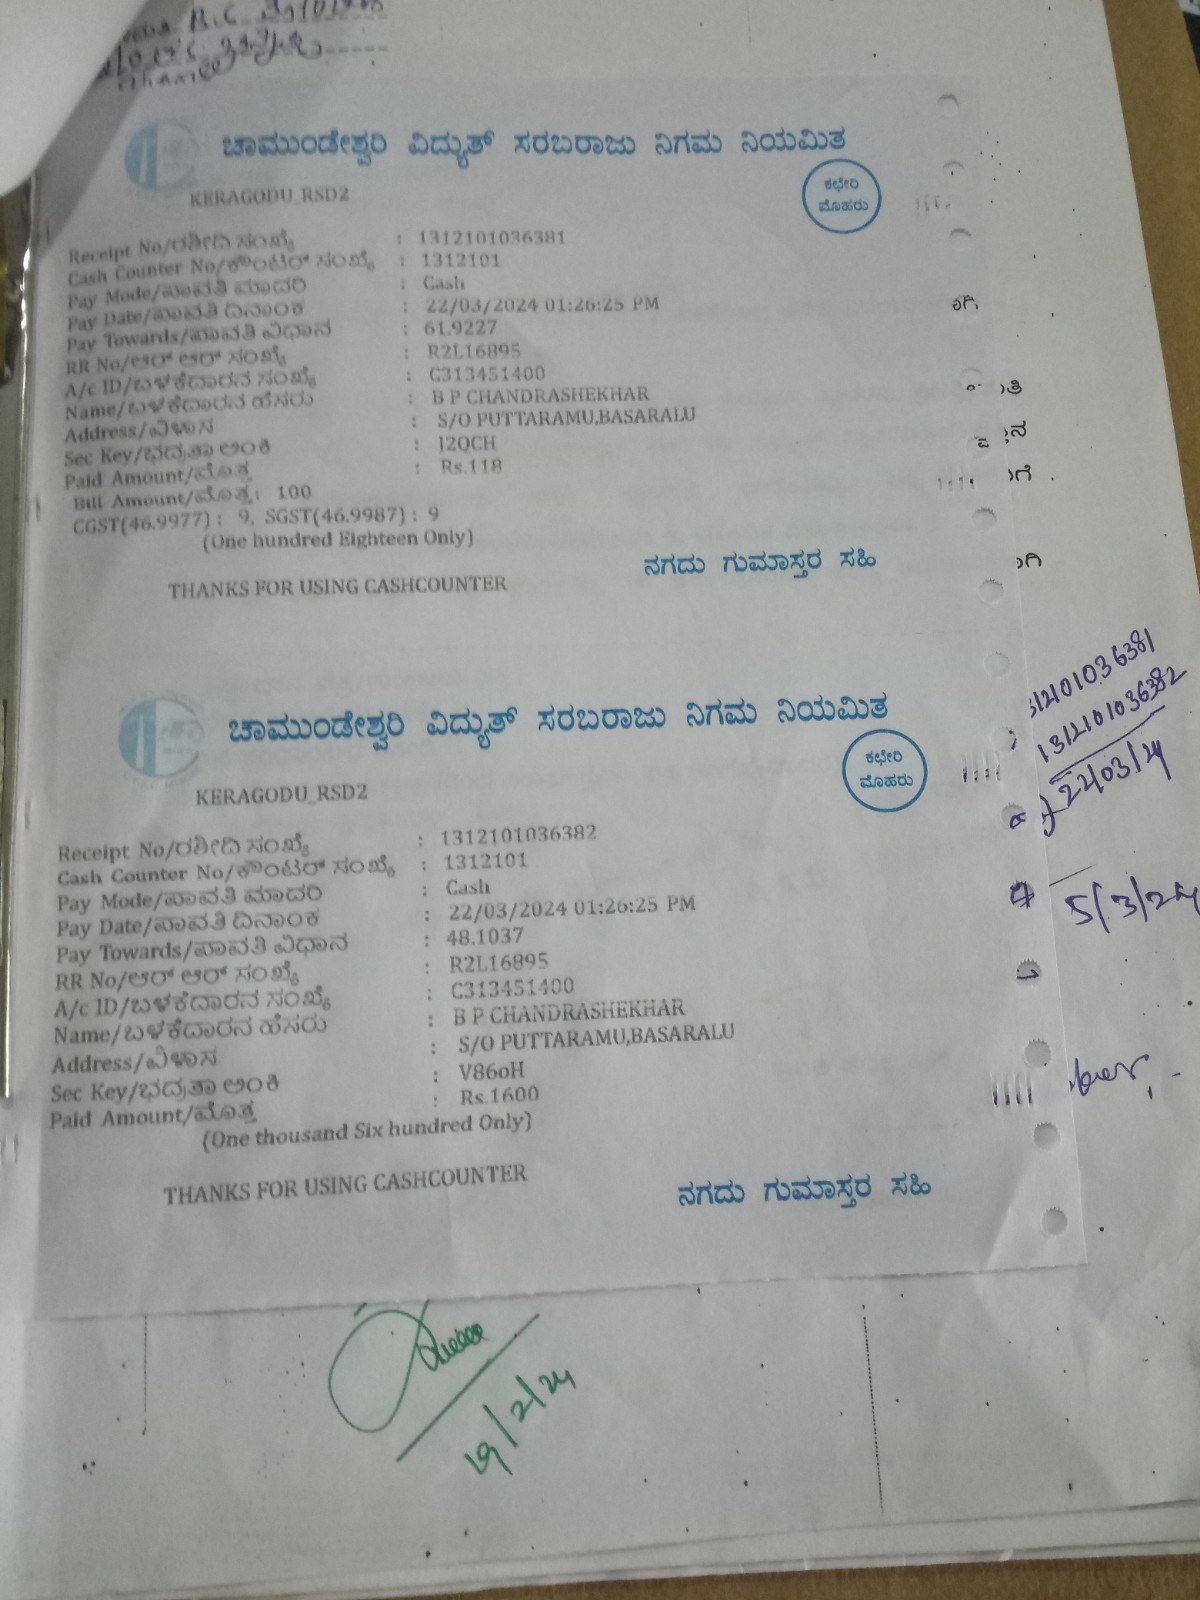 ಚಾಮುಂಡೇಶ್ವರಿ ವಿದ್ಯುತ್ ಸರಬರಾಜು ನಿಗಮ ನಿಯಮಿತ
KERAGODU_RSD2
ಕಛೇರಿ
ಮೊಹರು
Receipt No/ರಶೀದಿ ಸಂಖ್ಯೆ : 1312101036381
Cash Counter No/ಕೌಂಟರ್ ಸಂಖ್ಯೆ : 1312101
Pay Mode/ಪಾವತಿ ಮಾದರಿ : Cash
Pay Date/ಪಾವತಿ ದಿನಾಂಕ : 22/03/2024 01:26:25 PM
Pay Towards/ಪಾವತಿ ವಿಧಾನ : 61.9227
RR No/ಆರ್ ಆರ್ ಸಂಖ್ಯೆ : R2L16895
A/c ID/ಬಳಕೆದಾರನ ಸಂಖ್ಯೆ : C313451400
Name/ಬಳಕೆದಾರನ ಹೆಸರು : B P CHANDRASHEKHAR
Address/ವಿಳಾಸ : S/O PUTTARAMU,BASARALU
Sec Key/ಭದ್ರತಾ ಅಂಕಿ : J2QCH
Paid Amount/ಮೊತ್ತ : Rs.118
Bill Amount/ಮೊತ್ತ : 100
CGST(46.9977) : 9, SGST(46.9987) : 9
(One hundred Eighteen Only)
ನಗದು ಗುಮಾಸ್ತರ ಸಹಿ
THANKS FOR USING CASHCOUNTER
ಚಾಮುಂಡೇಶ್ವರಿ ವಿದ್ಯುತ್ ಸರಬರಾಜು ನಿಗಮ ನಿಯಮಿತ
KERAGODU_RSD2
ಕಛೇರಿ
ಮೊಹರು
Receipt No/ರಶೀದಿ ಸಂಖ್ಯೆ : 1312101036382
Cash Counter No/ಕೌಂಟರ್ ಸಂಖ್ಯೆ : 1312101
Pay Mode/ಪಾವತಿ ಮಾದರಿ : Cash
Pay Date/ಪಾವತಿ ದಿನಾಂಕ : 22/03/2024 01:26:25 PM
Pay Towards/ಪಾವತಿ ವಿಧಾನ : 48.1037
RR No/ಆರ್ ಆರ್ ಸಂಖ್ಯೆ : R2L16895
A/c ID/ಬಳಕೆದಾರನ ಸಂಖ್ಯೆ : C313451400
Name/ಬಳಕೆದಾರನ ಹೆಸರು : B P CHANDRASHEKHAR
Address/ವಿಳಾಸ : S/O PUTTARAMU,BASARALU
Sec Key/ಭದ್ರತಾ ಅಂಕಿ : V86oH
Paid Amount/ಮೊತ್ತ : Rs.1600
(One thousand Six hundred Only)
THANKS FOR USING CASHCOUNTER
ನಗದು ಗುಮಾಸ್ತರ ಸಹಿ
22/03/24
5/3/24
19/2/24